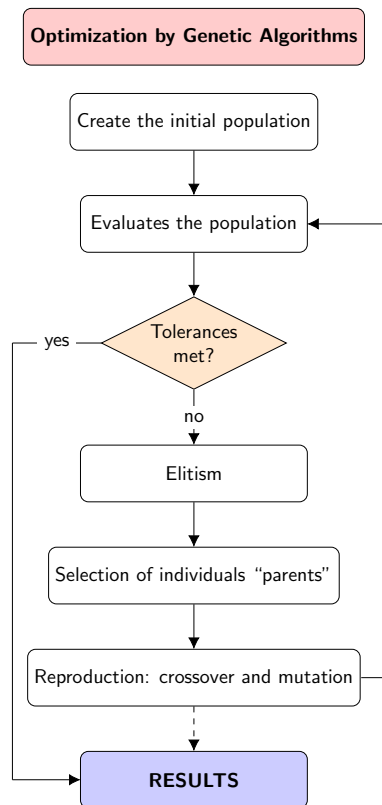 Optimization by Genetic Algorithms
Create the initial population
Evaluates the population
Tolerances
met?
yes
no
Elitism
Selection of individuals “parents”
Reproduction: crossover and mutation
RESULTS